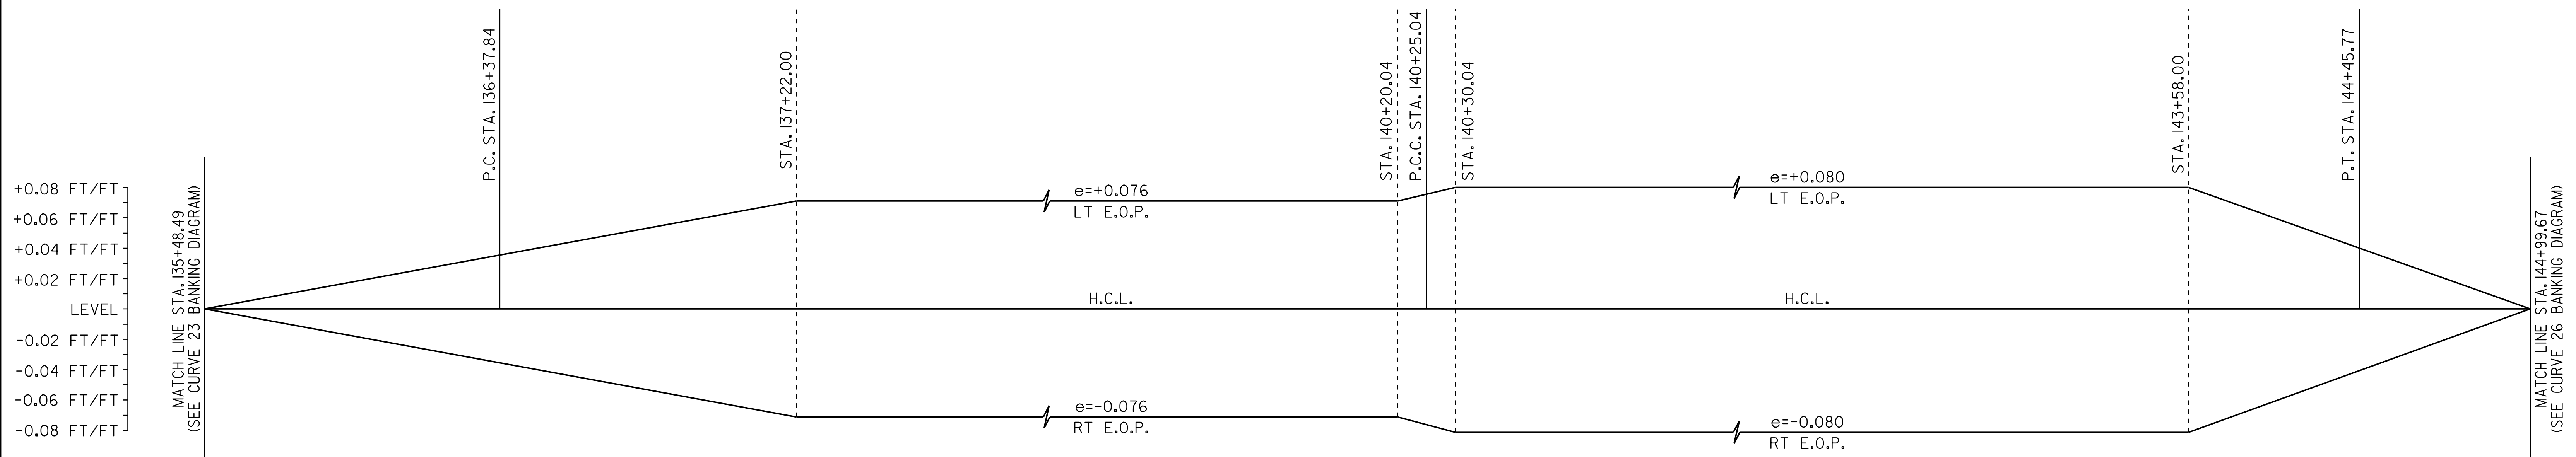 +0.08 FT/FT
+0.06 FT/FT
+0.04 FT/FT
+0.02 FT/FT
LEVEL
-0.02 FT/FT
-0.04 FT/FT
-0.06 FT/FT
-0.08 FT/FT
MATCH LINE STA. 135+48.49
(SEE CURVE 23 BANKING DIAGRAM)
P.C. STA. 136+37.84
STA. 137+22.00
e=+0.076
LT E.O.P.
H.C.L.
e=-0.076
RT E.O.P.
STA. 140+20.04
P.C.C. STA. 140+25.04
STA. 140+30.04
e=+0.080
LT E.O.P.
H.C.L.
e=-0.080
RT E.O.P.
STA. 143+58.00
P.T. STA. 144+45.77
MATCH LINE STA. 144+99.67
(SEE CURVE 26 BANKING DIAGRAM)